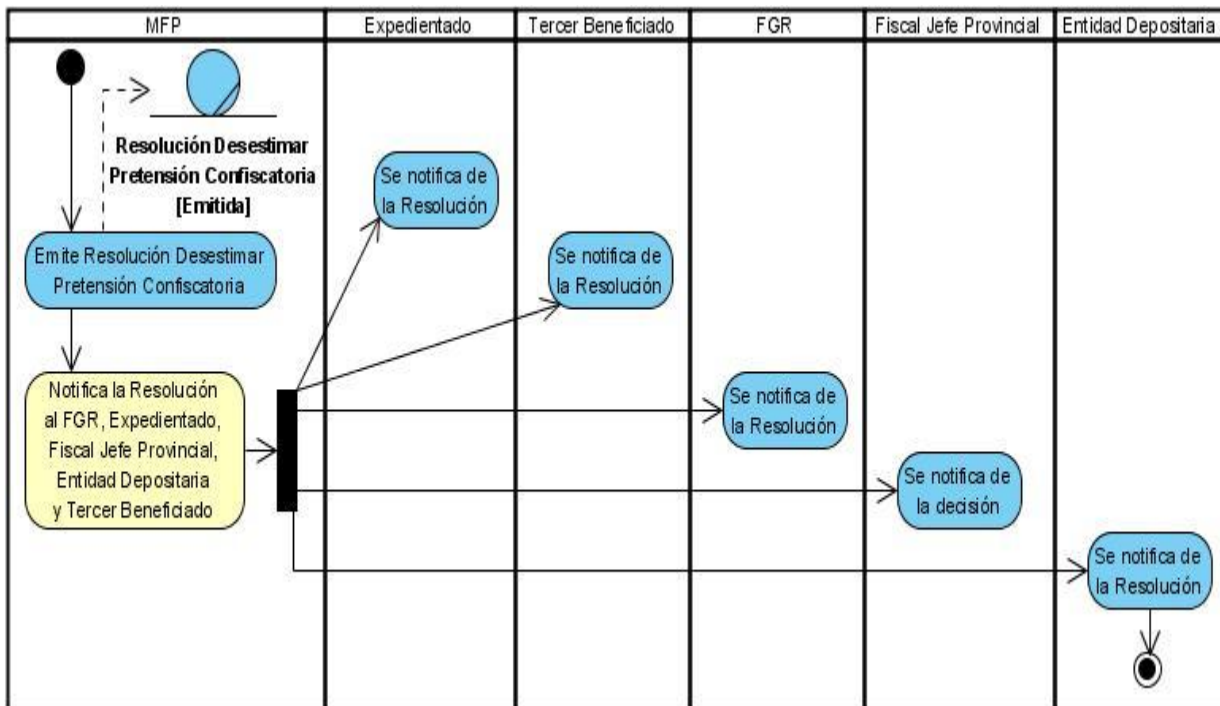 MFP
Expedientado
Tercer Beneficiado
FGR
Fiscal Jefe Provincial
Entidad Depositaria
Resolución Desestimar
Pretensión Confiscatoria
[Emitida]
Se notifica de
la Resolución
Emite Resolución Desestimar
Pretensión Confiscatoria
Se notifica de
la Resolución
Notifica la Resolución
al FGR, Expedientado,
Fiscal Jefe Provincial,
Entidad Depositaria
y Tercer Beneficiado
Se notifica de
la Resolución
Se notifica de
la decisión
Se notifica de
la Resolución